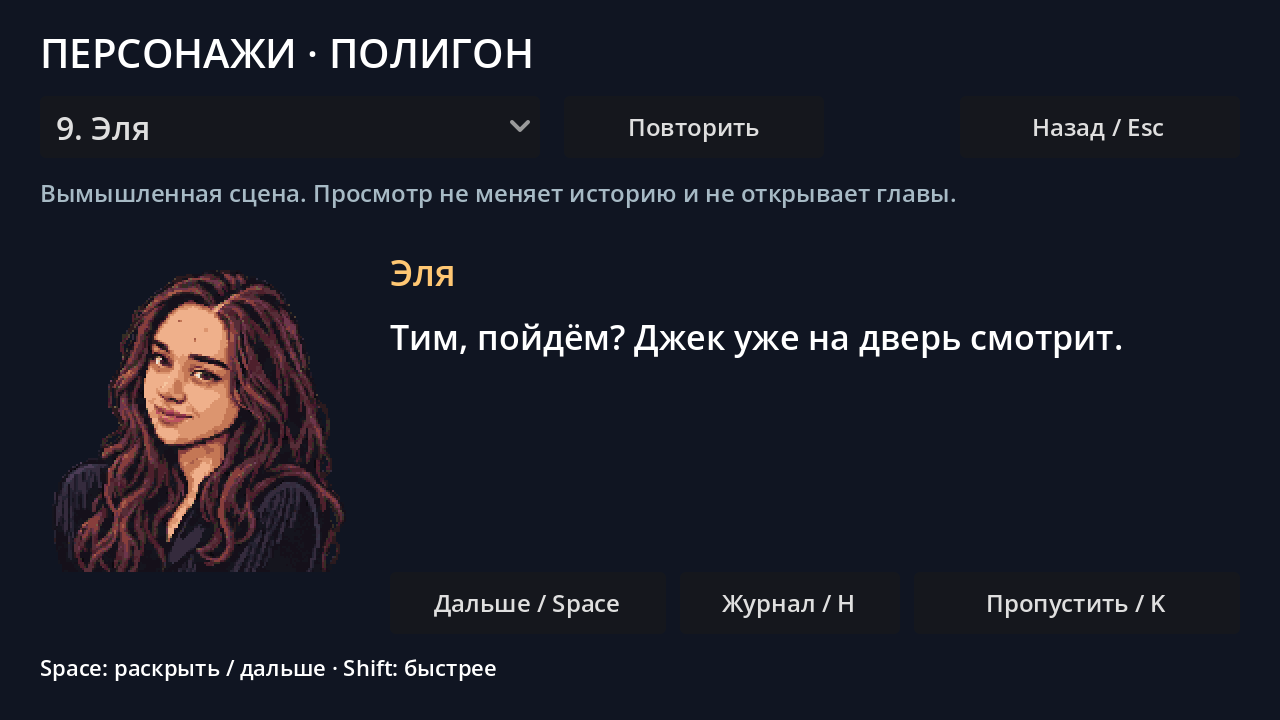 ПЕРСОНАЖИ · ПОЛИГОН
9. Эля
Повторить
Назад / Esc
Вымышленная сцена. Просмотр не меняет историю и не открывает главы.
Эля
Тим, пойдём? Джек уже на дверь смотрит.
Дальше / Space
Журнал / H
Пропустить / K
Space: раскрыть / дальше · Shift: быстрее